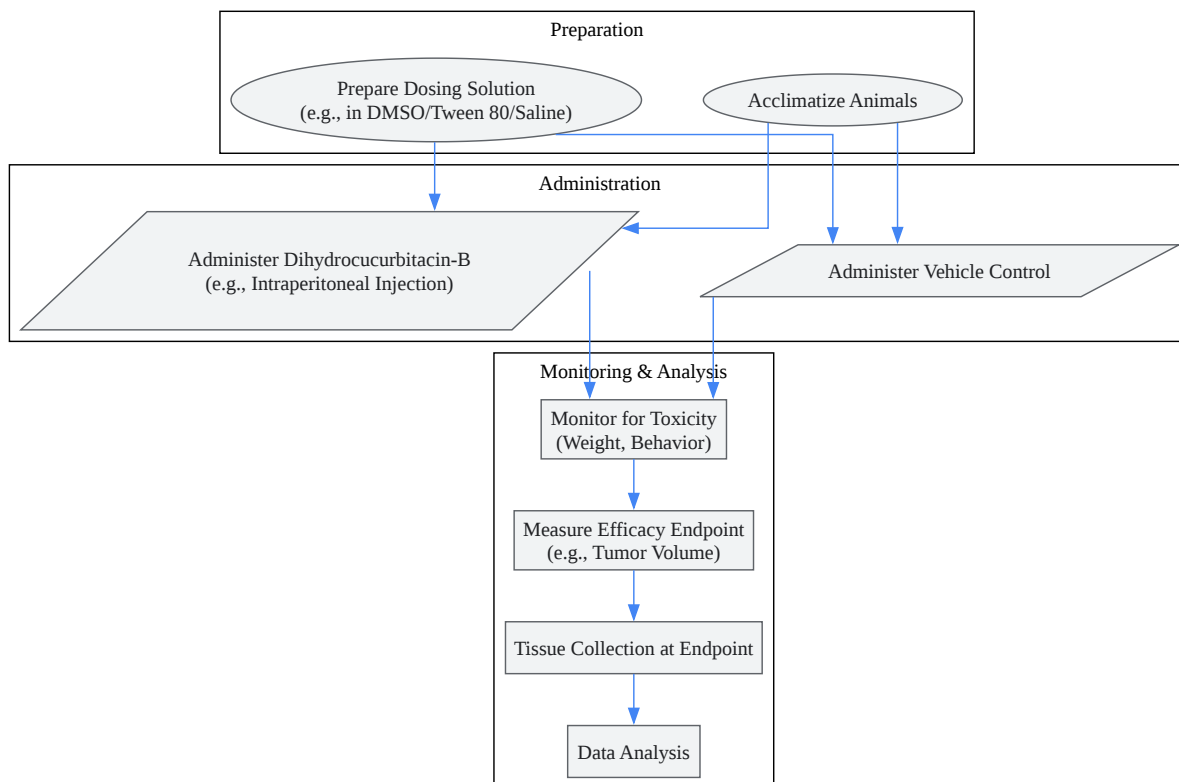 Preparation
Prepare Dosing Solution
(e.g., in DMSO/Tween 80/Saline)
Acclimatize Animals
Administration
Administer Dihydrocucurbitacin-B
(e.g., Intraperitoneal Injection)
Administer Vehicle Control
Monitoring & Analysis
Monitor for Toxicity
(Weight, Behavior)
Measure Efficacy Endpoint
(e.g., Tumor Volume)
Tissue Collection at Endpoint
Data Analysis